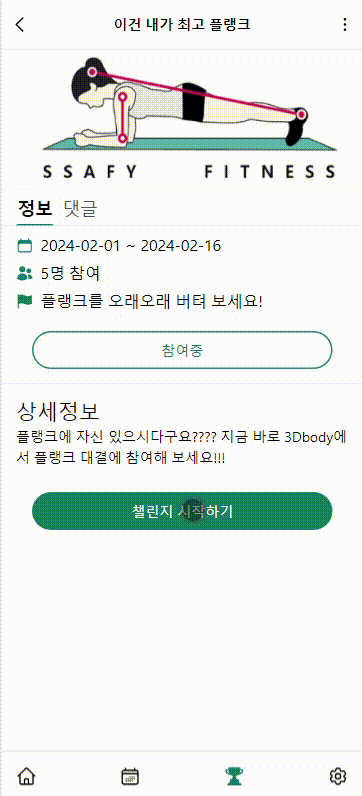 이건 내가 최고 플랭크
SSAFY FITNESS
정보 댓글
2024-02-01 ~ 2024-02-16
5명 참여
플랭크를 오래오래 버텨 보세요!
참여중
상세정보
플랭크에 자신 있으시다구요???? 지금 바로 3Dbody에
서 플랭크 대결에 참여해 보세요!!!
챌린지 시작하기